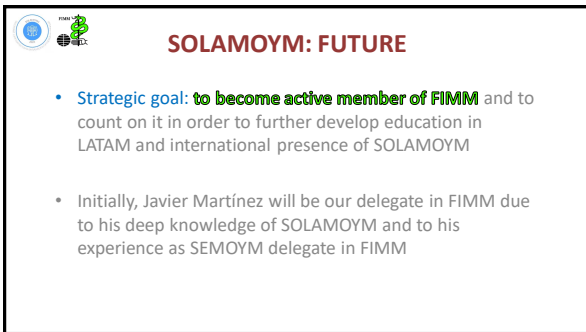 FIMM
SOLAMOYM: FUTURE
• Strategic goal: to become active member of FIMM and to
count on it in order to further develop education in
LATAM and international presence of SOLAMOYM
• Initially, Javier Martínez will be our delegate in FIMM due
to his deep knowledge of SOLAMOYM and to his
experience as SEMOYM delegate in FIMM